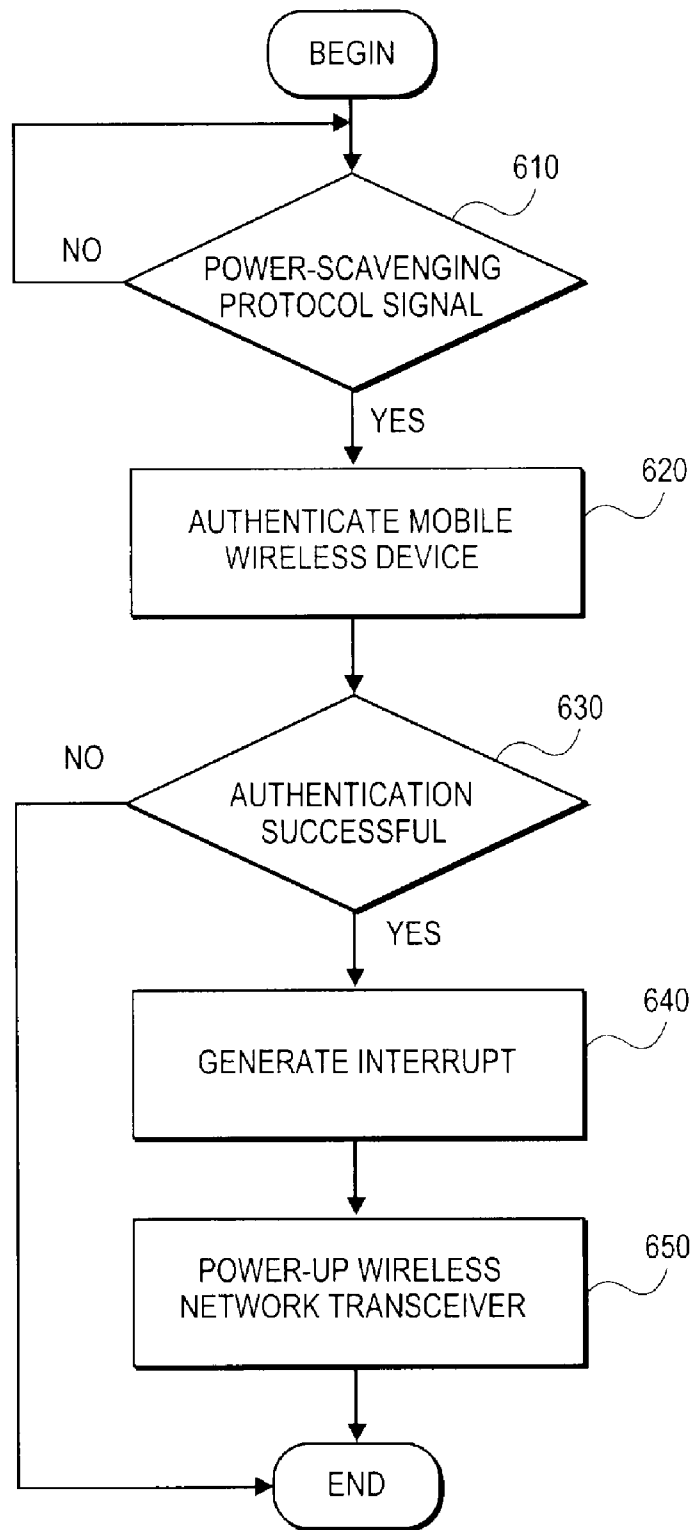 BEGIN
610
NO
POWER-SCAVENGING
PROTOCOL SIGNAL
YES
620
AUTHENTICATE MOBILE
WIRELESS DEVICE
630
NO
AUTHENTICATION
SUCCESSFUL
YES
640
GENERATE INTERRUPT
650
POWER-UP WIRELESS
NETWORK TRANSCEIVER
END